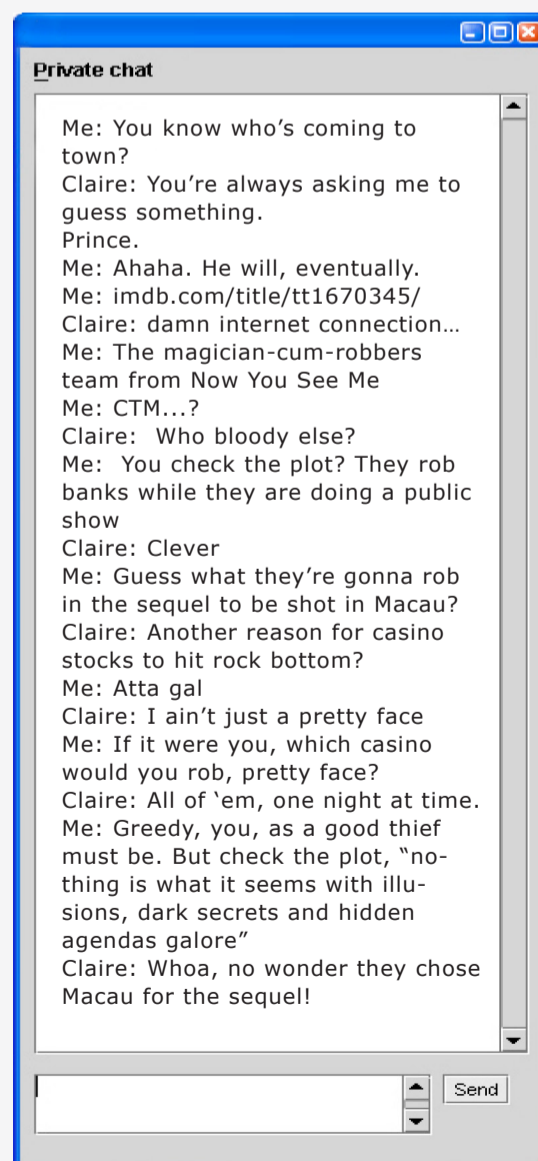 Private chat
Me: You know who’s coming to
town?
Claire: You’re always asking me to
guess something.
Prince.
Me: Ahaha. He will, eventually.
Me: imdb.com/title/tt1670345/
Claire: damn internet connection…
Me: The magician-cum-robbers
team from Now You See Me
Me: CTM...?
Claire:  Who bloody else?
Me:  You check the plot? They rob
banks while they are doing a public
show
Claire: Clever
Me: Guess what they’re gonna rob
in the sequel to be shot in Macau?
Claire: Another reason for casino
stocks to hit rock bottom?
Me: Atta gal
Claire: I ain’t just a pretty face
Me: If it were you, which casino
would you rob, pretty face?
Claire: All of ‘em, one night at time.
Me: Greedy, you, as a good thief
must be. But check the plot, “no-
thing is what it seems with illu-
sions, dark secrets and hidden
agendas galore”
Claire: Whoa, no wonder they chose
Macau for the sequel!
Send